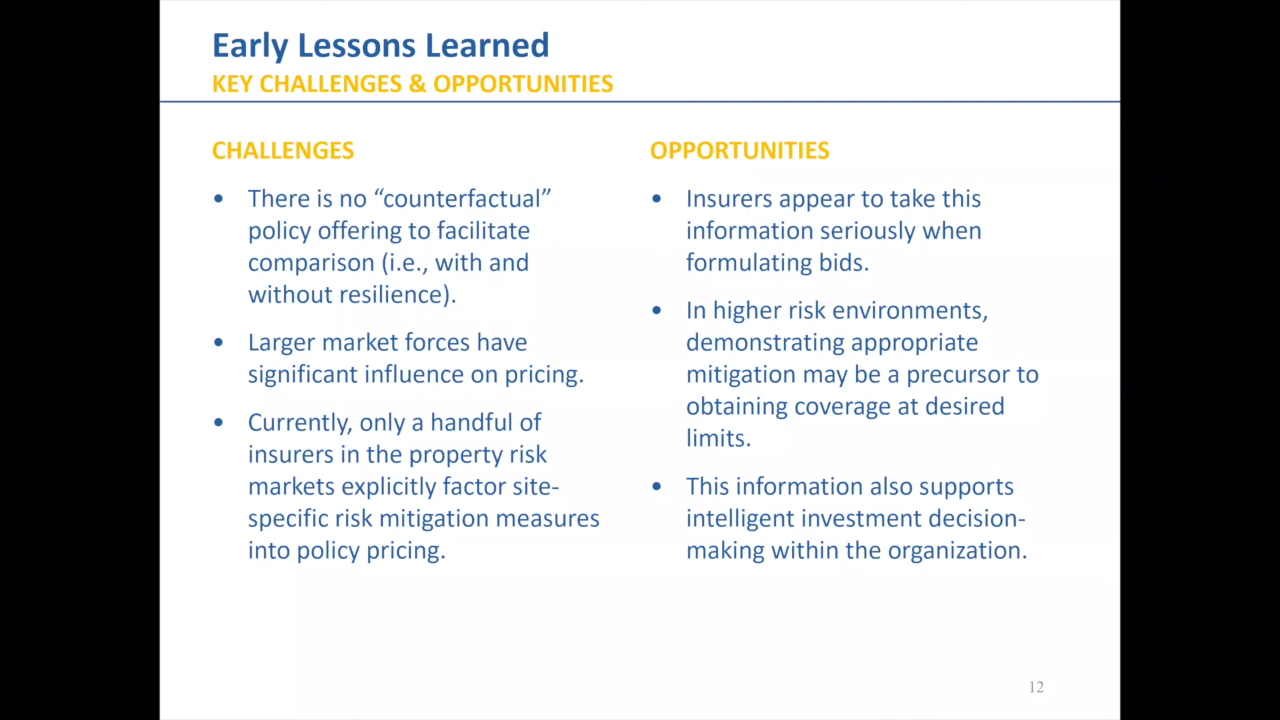 Early Lessons Learned
KEY CHALLENGES & OPPORTUNITIES
CHALLENGES
• There is no “counterfactual”
policy offering to facilitate
comparison (i.e., with and
without resilience).
• Larger market forces have
significant influence on pricing.
• Currently, only a handful of
insurers in the property risk
markets explicitly factor site-
specific risk mitigation measures
into policy pricing.
OPPORTUNITIES
• Insurers appear to take this
information seriously when
formulating bids.
• In higher risk environments,
demonstrating appropriate
mitigation may be a precursor to
obtaining coverage at desired
limits.
• This information also supports
intelligent investment decision-
making within the organization.
12